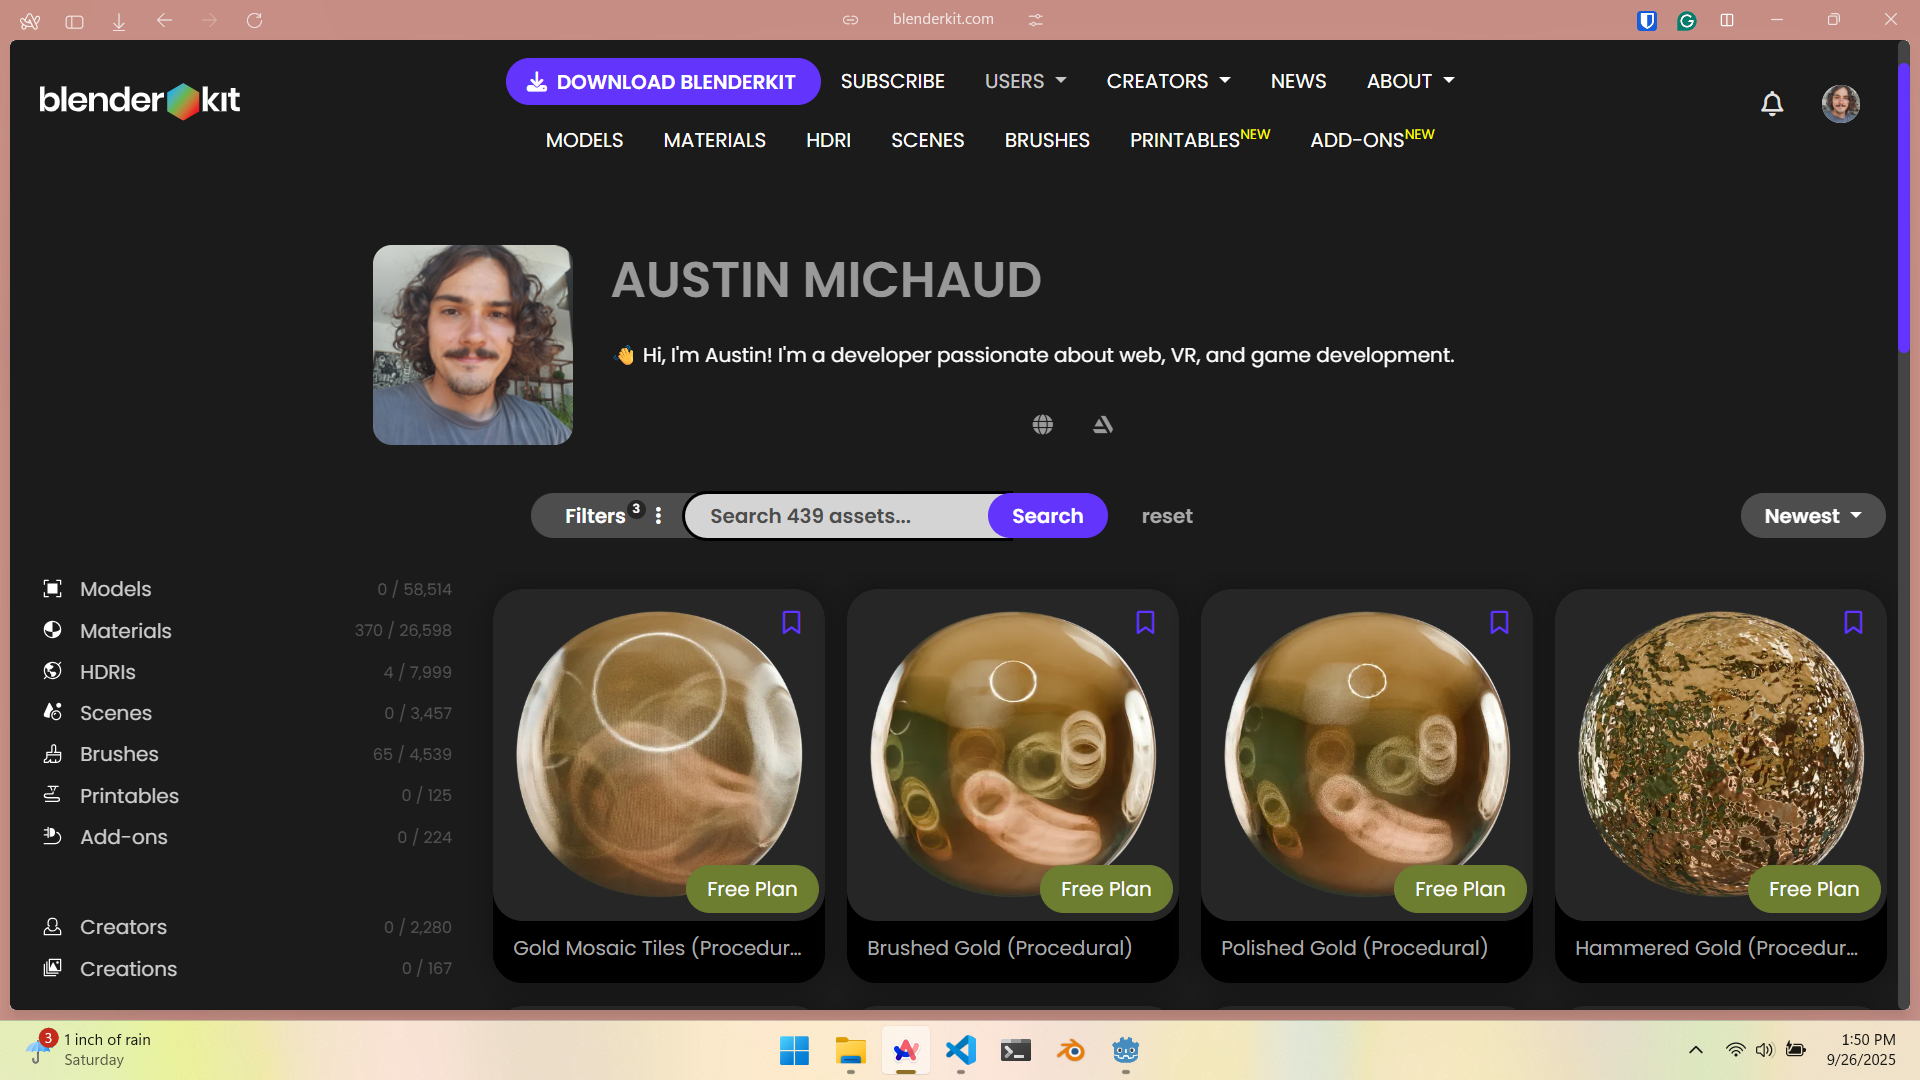 blenderkit.com
blenderkit
DOWNLOAD BLENDERKIT
SUBSCRIBE
USERS
CREATORS
NEWS
ABOUT
MODELS
MATERIALS
HDRI
SCENES
BRUSHES
PRINTABLES NEW
ADD-ONS NEW
AUSTIN MICHAUD
👋 Hi, I'm Austin! I'm a developer passionate about web, VR, and game development.
Filters 3
Search 439 assets...
Search
reset
Newest
Models 0 / 58,514
Materials 370 / 26,598
HDRIs 4 / 7,999
Scenes 0 / 3,457
Brushes 65 / 4,539
Printables 0 / 125
Add-ons 0 / 224
Creators 0 / 2,280
Creations 0 / 167
Free Plan
Gold Mosaic Tiles (Procedur...
Free Plan
Brushed Gold (Procedural)
Free Plan
Polished Gold (Procedural)
Free Plan
Hammered Gold (Procedur...
3
1 inch of rain
Saturday
1:50 PM
9/26/2025